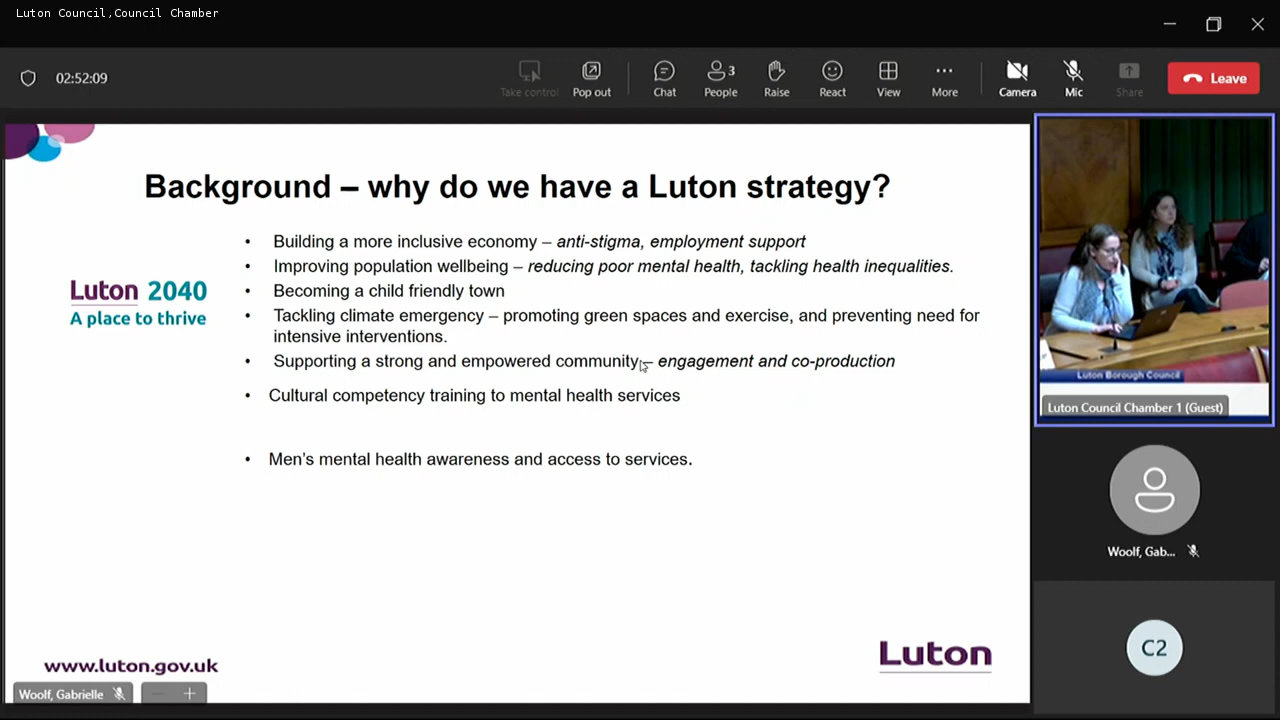 Luton Council,Council Chamber
02:52:09
Take control
Pop out
Chat
3
People
Raise
React
View
More
Camera
Mic
Share
Leave
Background – why do we have a Luton strategy?
• Building a more inclusive economy – anti-stigma, employment support
• Improving population wellbeing – reducing poor mental health, tackling health inequalities.
Luton 2040
A place to thrive
• Becoming a child friendly town
• Tackling climate emergency – promoting green spaces and exercise, and preventing need for
intensive interventions.
• Supporting a strong and empowered community – engagement and co-production
• Cultural competency training to mental health services
• Men's mental health awareness and access to services.
www.luton.gov.uk
Luton
Woolf, Gabrielle
Luton Borough Council
Luton Council Chamber 1 (Guest)
Woolf, Gab...
C2